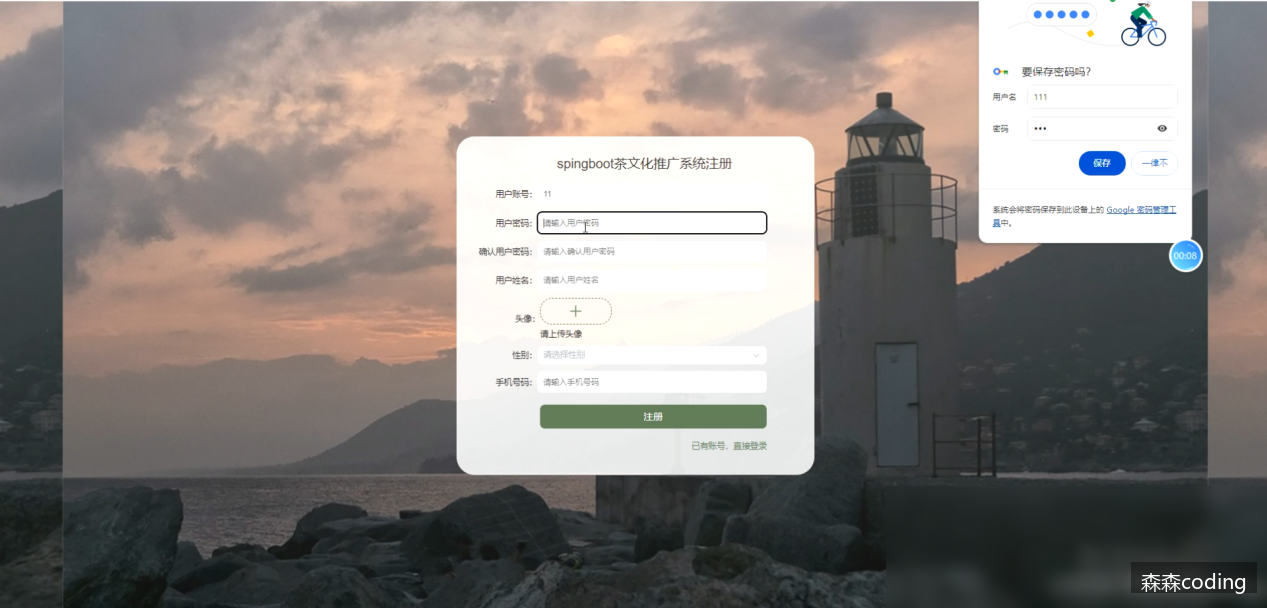 要保存密码吗?
用户名 111
密码 •••
保存 一律不
系统会将密码保存到此设备上的 Google 密码管理工
具中。
00:08
spingboot茶文化推广系统注册
用户账号: 11
用户密码: 请输入用户密码
确认用户密码: 请输入确认用户密码
用户姓名: 请输入用户姓名
头像:
请上传头像
性别: 请选择性别
手机号码: 请输入手机号码
注册
已有账号，直接登录
森森coding